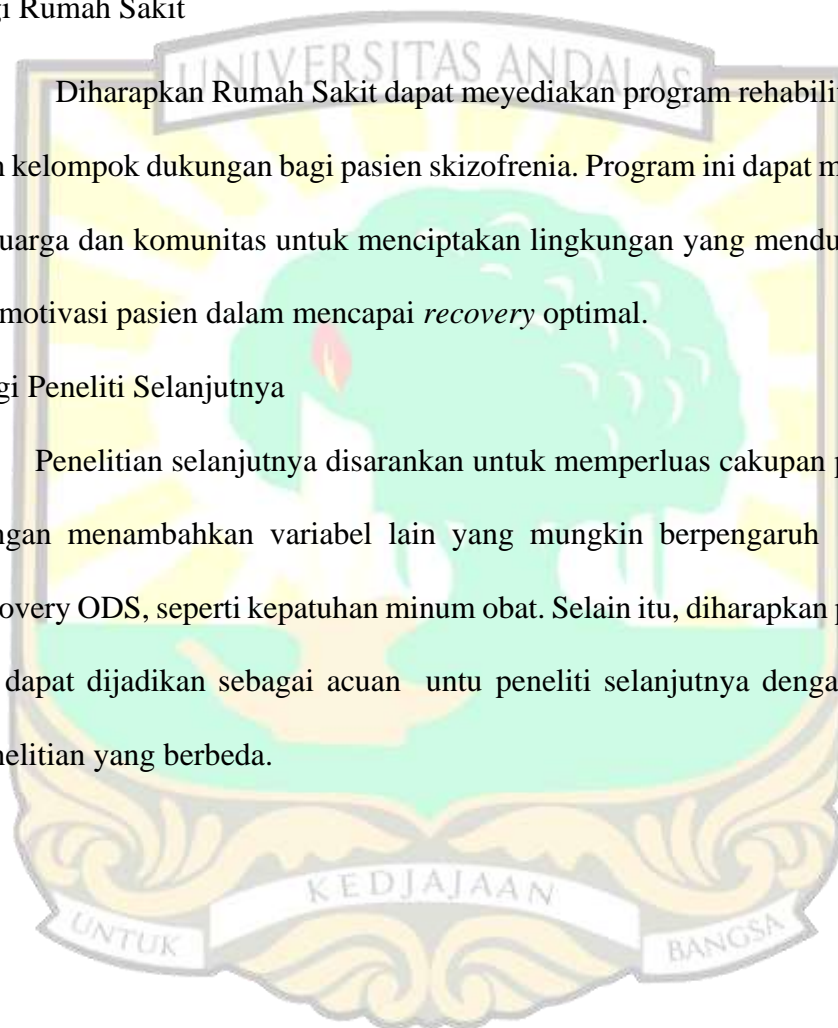 gi Rumah Sakit
UNIVERSITAS ANDALAS
Diharapkan Rumah Sakit dapat meyediakan program rehabilit
kelompok dukungan bagi pasien skizofrenia. Program ini dapat m
uarga dan komunitas untuk menciptakan lingkungan yang mendu
motivasi pasien dalam mencapai recovery optimal.
gi Peneliti Selanjutnya
Penelitian selanjutnya disarankan untuk memperluas cakupan p
ngan menambahkan variabel lain yang mungkin berpengaruh
overy ODS, seperti kepatuhan minum obat. Selain itu, diharapkan p
dapat dijadikan sebagai acuan untu peneliti selanjutnya denga
nelitian yang berbeda.
UNTUK KEDJAJAAN BANGSA